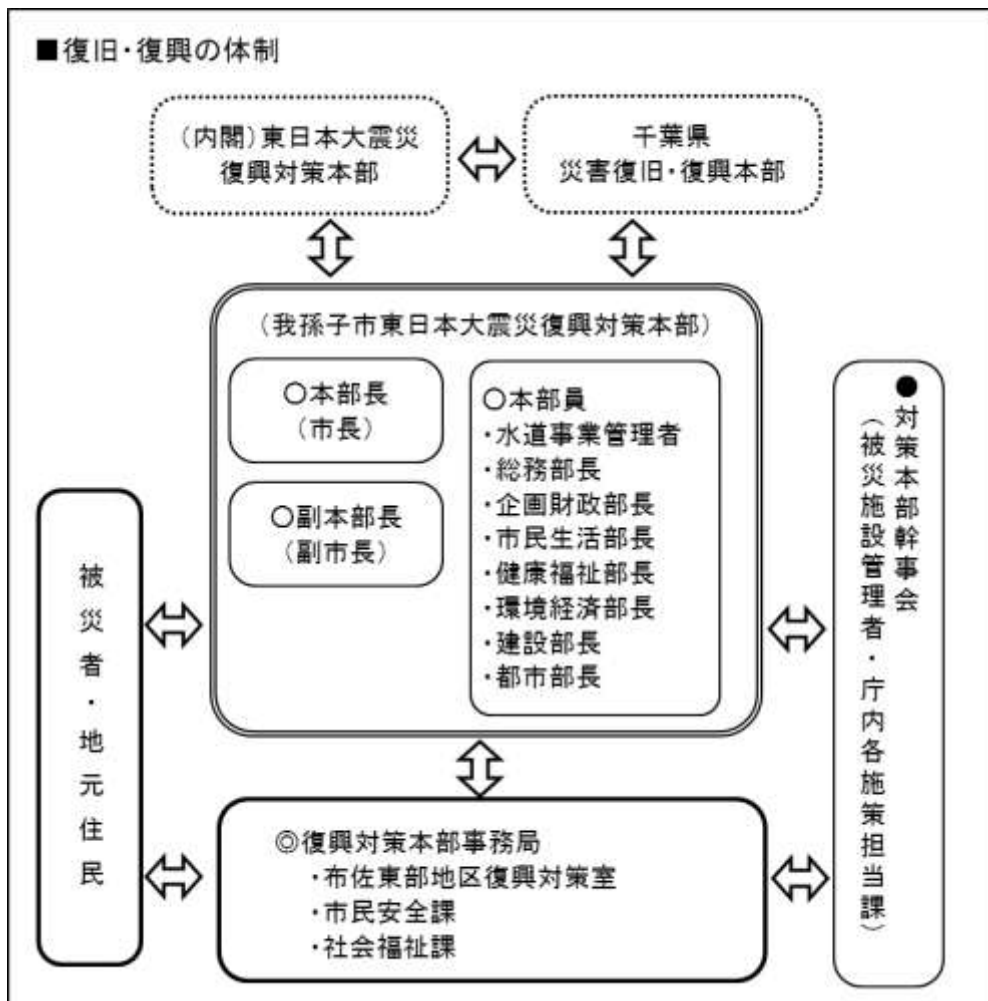 ■復旧・復興の体制
(内閣)東日本大震災
復興対策本部
千葉県
災害復旧・復興本部
(我孫子市東日本大震災復興対策本部)
○本部長
(市長)
○副本部長
(副市長)
○本部員
・水道事業管理者
・総務部長
・企画財政部長
・市民生活部長
・健康福祉部長
・環境経済部長
・建設部長
・都市部長
被災者・地元住民
●対策本部幹事会
(被災施設管理者・庁内各施策担当課)
◎復興対策本部事務局
・布佐東部地区復興対策室
・市民安全課
・社会福祉課